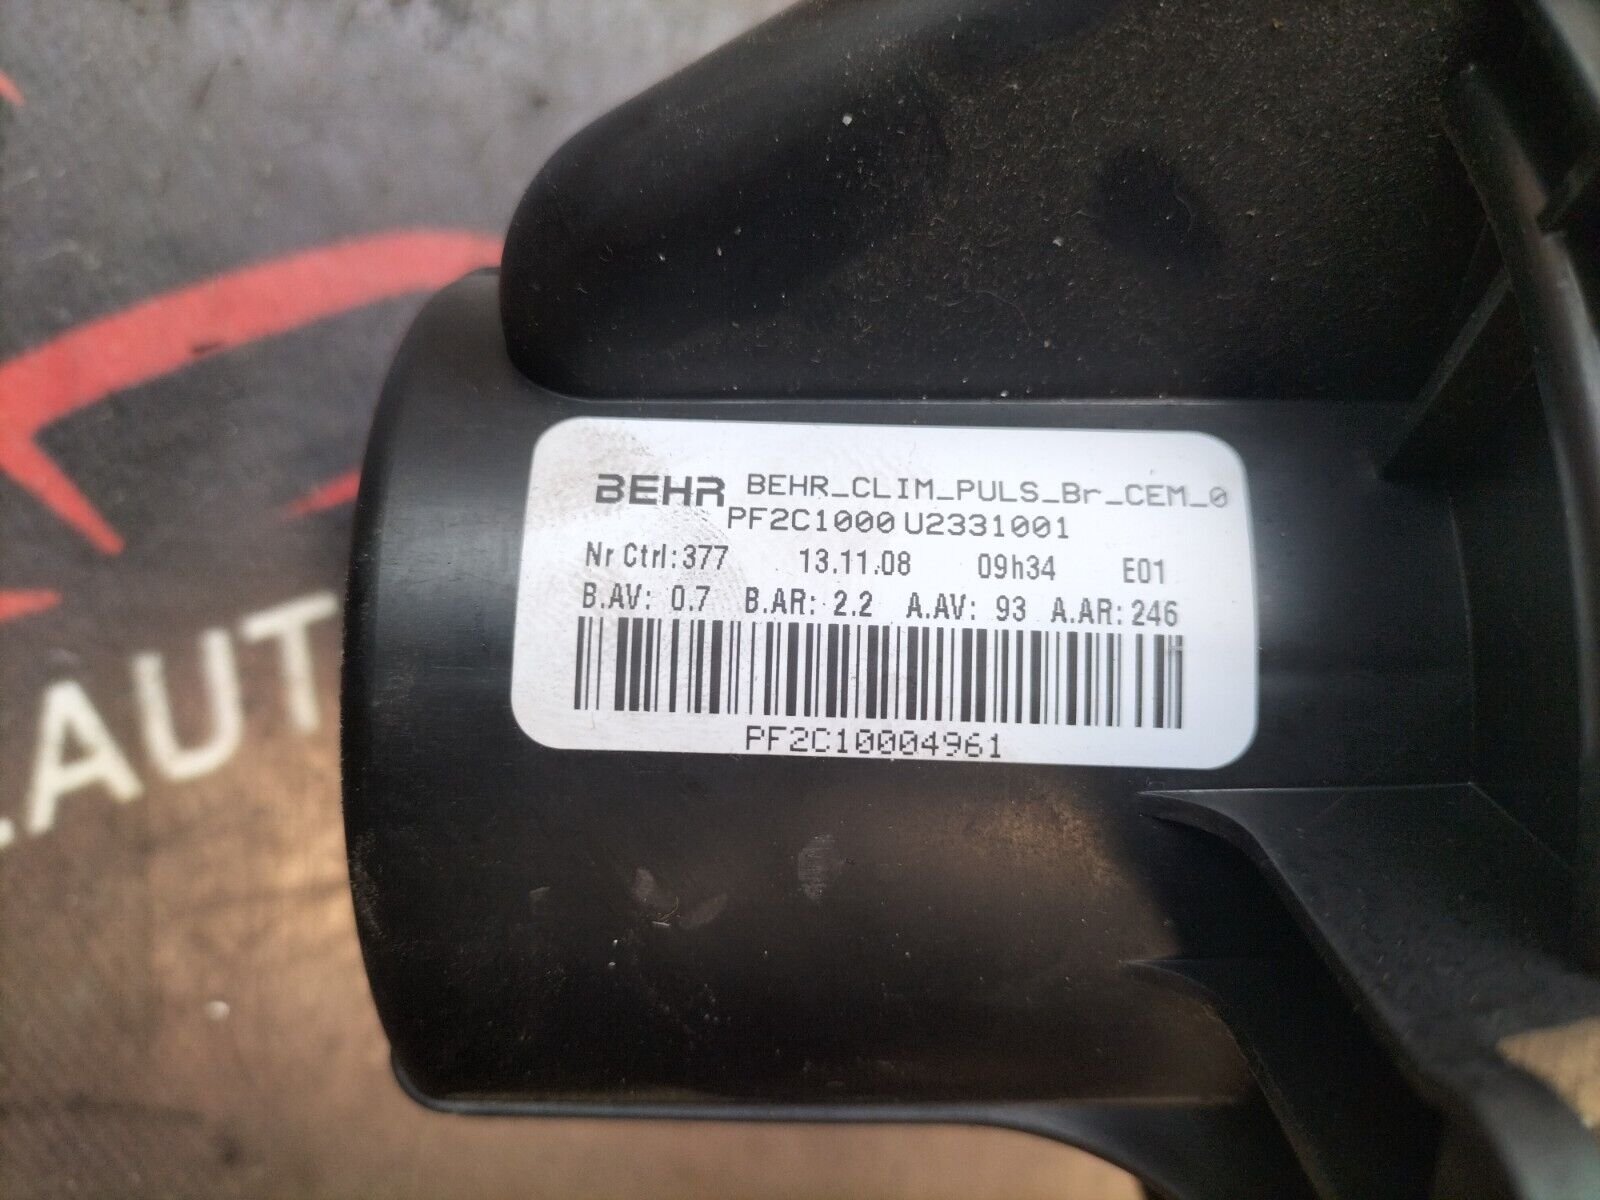 BEHR BEHR_CLIM_PULS_Br_CEM_0
PF2C1000 U2331001
Nr Ctrl:377 13.11.08 09h34 E01
B.AV: 0.7 B.AR: 2.2 A.AV: 93 A.AR: 246
PF2C10004961
.AUT